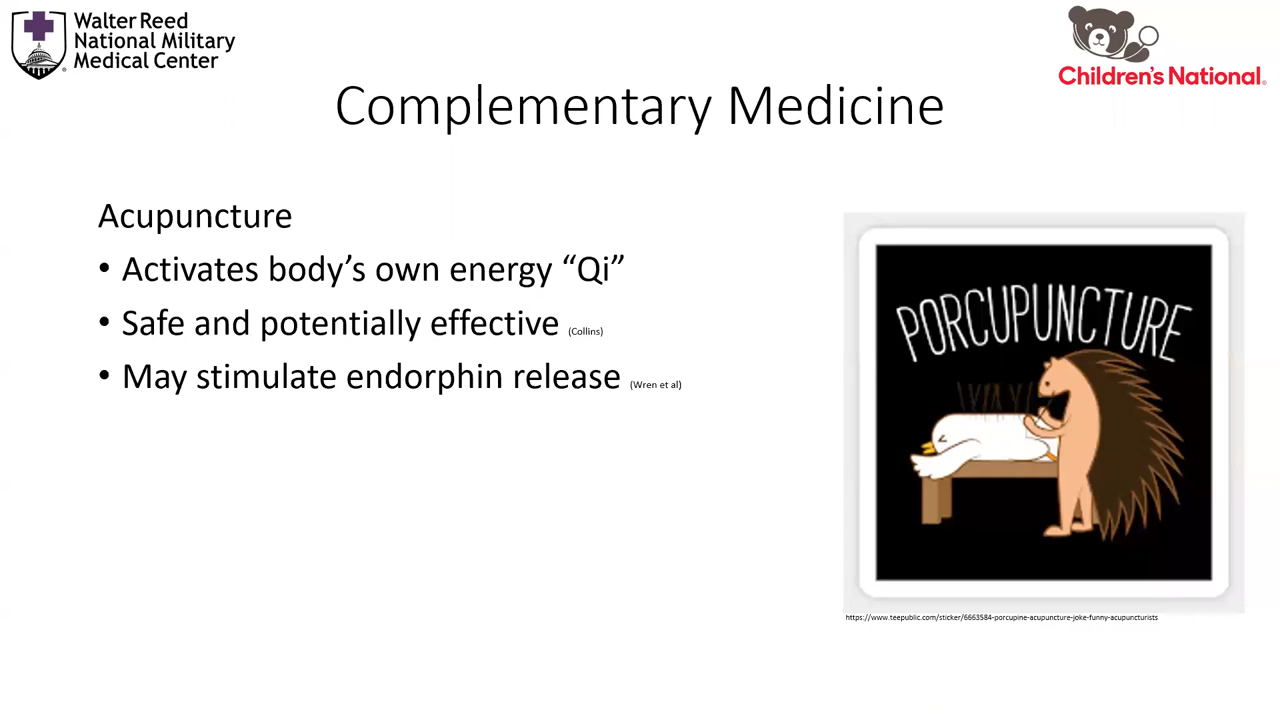 Walter Reed
National Military
Medical Center
Children's National.
Complementary Medicine
Acupuncture
• Activates body's own energy “Qi”
• Safe and potentially effective (Collins)
• May stimulate endorphin release (Wren et al)
PORCUPUNCTURE
https://www.teepublic.com/sticker/6663584-porcupine-acupuncture-joke-funny-acupuncturists